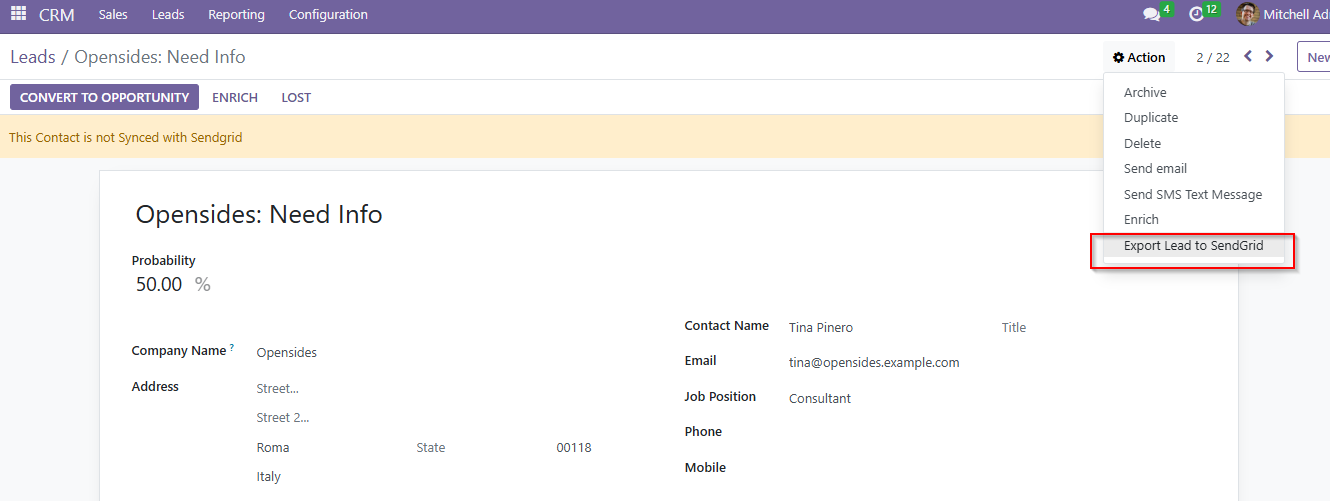 CRM Sales Leads Reporting Configuration 4 12 Mitchell Ad
Leads / Opensides: Need Info Action 2 / 22 New
CONVERT TO OPPORTUNITY ENRICH LOST
Archive
Duplicate
Delete
Send email
Send SMS Text Message
Enrich
Export Lead to SendGrid
This Contact is not Synced with Sendgrid
Opensides: Need Info
Probability
50.00 %
Company Name ? Opensides
Address Street...
Street 2...
Roma State 00118
Italy
Contact Name Tina Pinero Title
Email tina@opensides.example.com
Job Position Consultant
Phone
Mobile